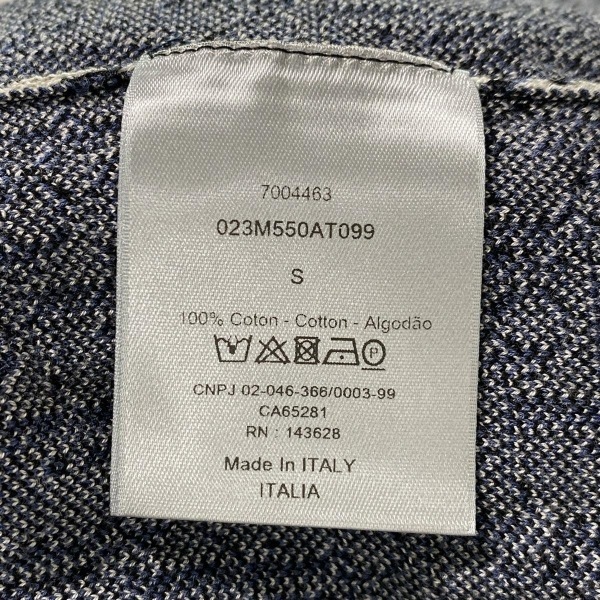 7004463
023M550AT099
S
100% Coton - Cotton - Algodão
P
CNPJ 02-046-366/0003-99
CA65281
RN : 143628
Made In ITALY
ITALIA